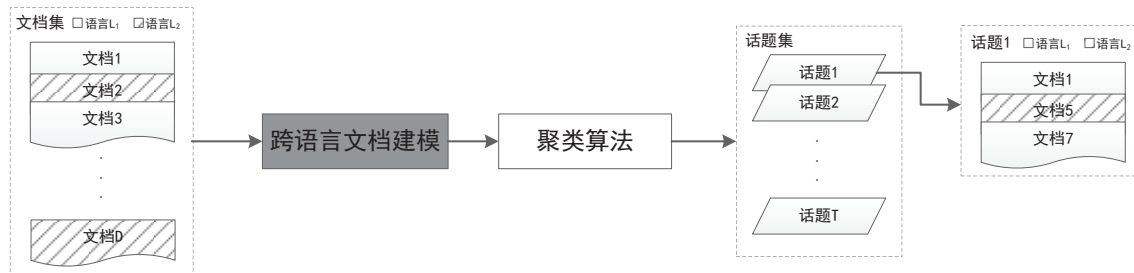 文档集 □语言L₁ □语言L₂
文档1
文档2
文档3
文档D
跨语言文档建模
聚类算法
话题集
话题1
话题2
话题T
话题1 □语言L₁ □语言L₂
文档1
文档5
文档7